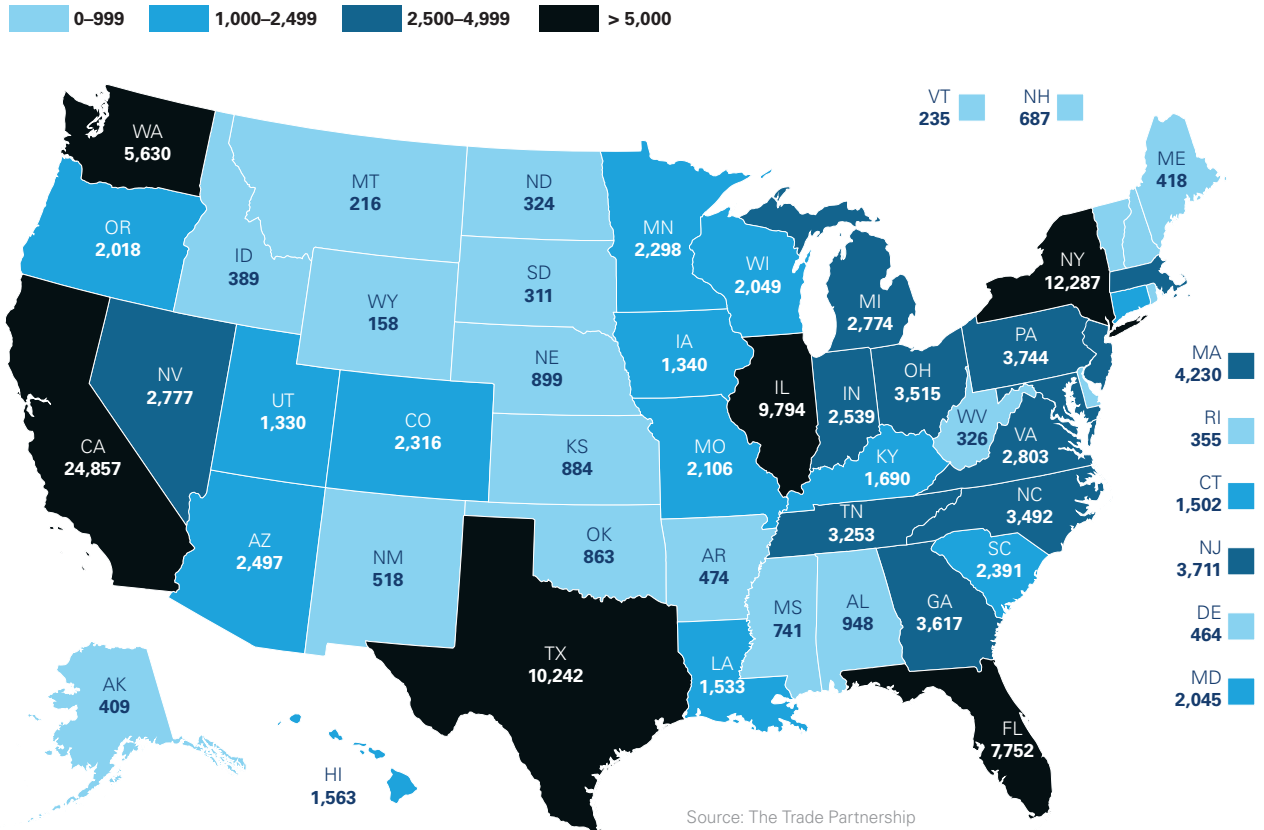 0–999 1,000–2,499 2,500–4,999 > 5,000
VT
235
NH
687
WA
5,630
ME
418
MT
216
ND
324
MN
2,298
OR
2,018
ID
389
SD
311
WI
2,049
NY
12,287
WY
158
MI
2,774
IA
1,340
PA
3,744
MA
4,230
NE
899
NV
2,777
OH
3,515
IL
9,794
IN
2,539
UT
1,330
CO
2,316
WV
326
RI
355
VA
2,803
CA
24,857
KS
884
MO
2,106
KY
1,690
CT
1,502
NC
3,492
TN
3,253
AZ
2,497
OK
863
NM
518
AR
474
SC
2,391
NJ
3,711
MS
741
AL
948
GA
3,617
DE
464
TX
10,242
LA
1,533
AK
409
MD
2,045
FL
7,752
HI
1,563
Source: The Trade Partnership